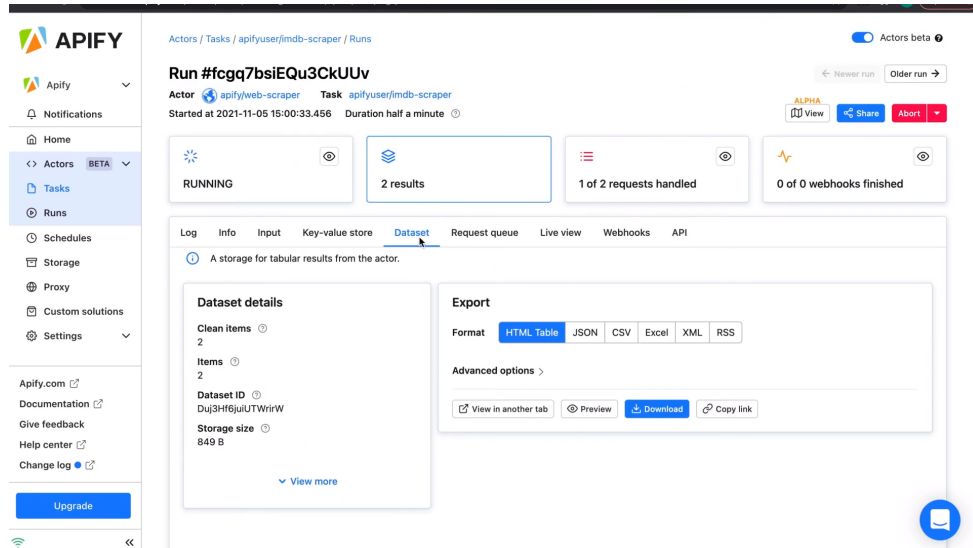 APIFY
Actors / Tasks / apifyuser/imdb-scraper / Runs
Actors beta
Run #fcgq7bsiEQu3CkUUv
Newer run
Older run
Actor apify/web-scraper Task apifyuser/imdb-scraper
Started at 2021-11-05 15:00:33.456 Duration half a minute
ALPHA
View
Share
Abort
Apify
Notifications
Home
Actors BETA
Tasks
Runs
Schedules
Storage
Proxy
Custom solutions
Settings
Apify.com
Documentation
Give feedback
Help center
Change log
Upgrade
RUNNING
2 results
1 of 2 requests handled
0 of 0 webhooks finished
Log Info Input Key-value store Dataset Request queue Live view Webhooks API
A storage for tabular results from the actor.
Dataset details
Clean items
2
Items
2
Dataset ID
Duj3Hf6juiUTWrirW
Storage size
849 B
View more
Export
Format HTML Table JSON CSV Excel XML RSS
Advanced options
View in another tab Preview Download Copy link